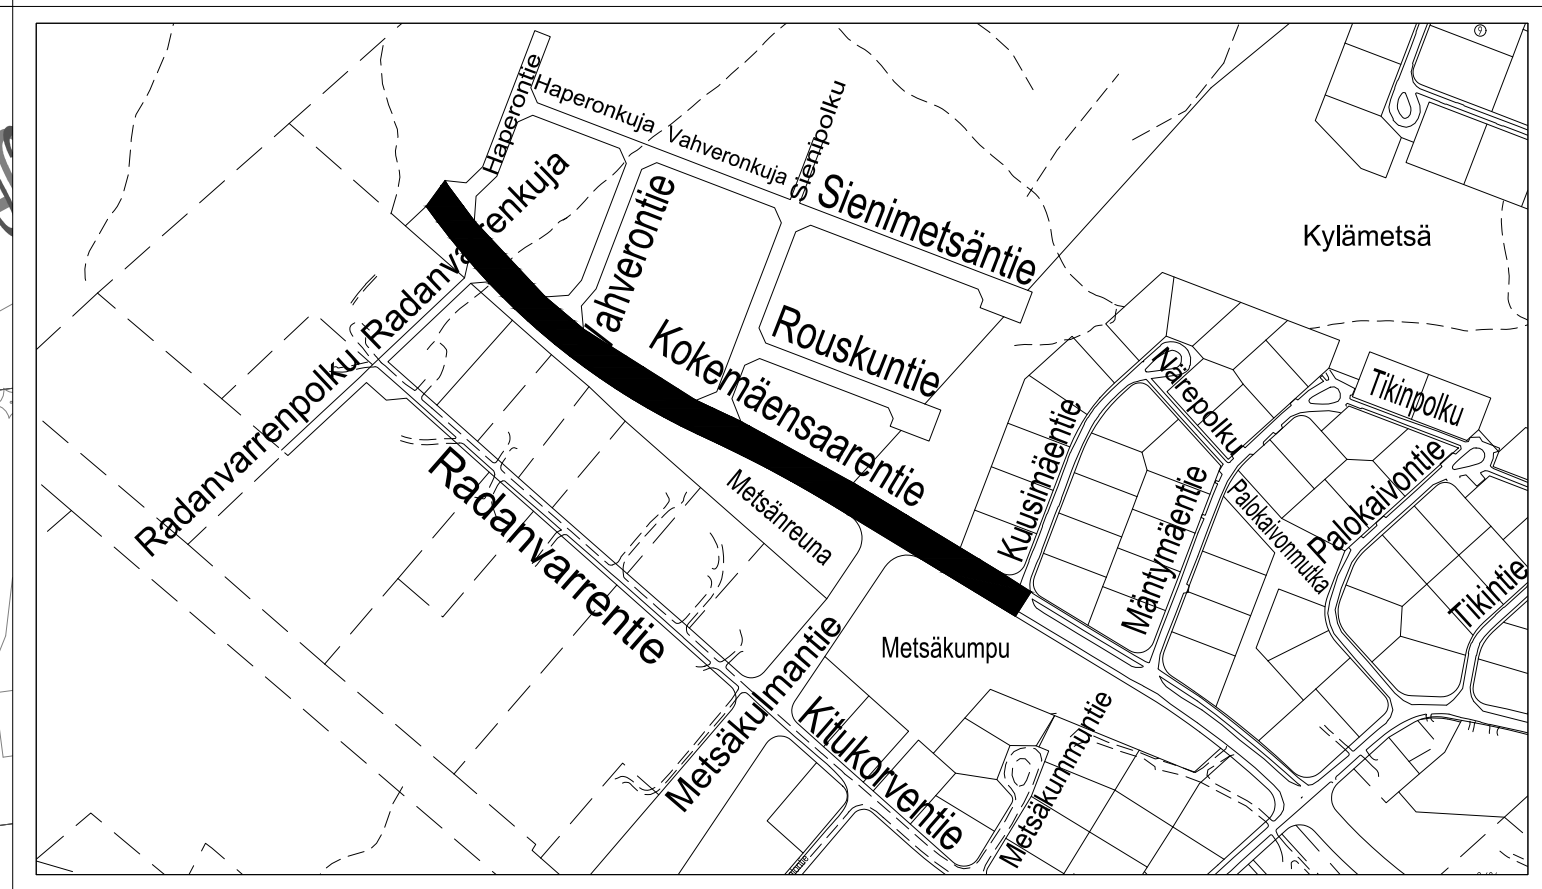 9
Haperontie
Haperonkuja
Vahveronkuja
Sienipolku
Sienimetsäntie
Kylämetsä
Vahverontie
Radanvarrenkuja
Radanvarrenpolku
Kokemäensaarentie
Rouskuntie
Närepolku
Tikinpolku
Kuusimäentie
Mäntymäentie
Palokaivonmutka
Palokaivontie
Tikintie
Metsänreuna
Radanvarrentie
Metsäkulmantie
Metsäkumpu
Kitukorventie
Metsäkummuntie